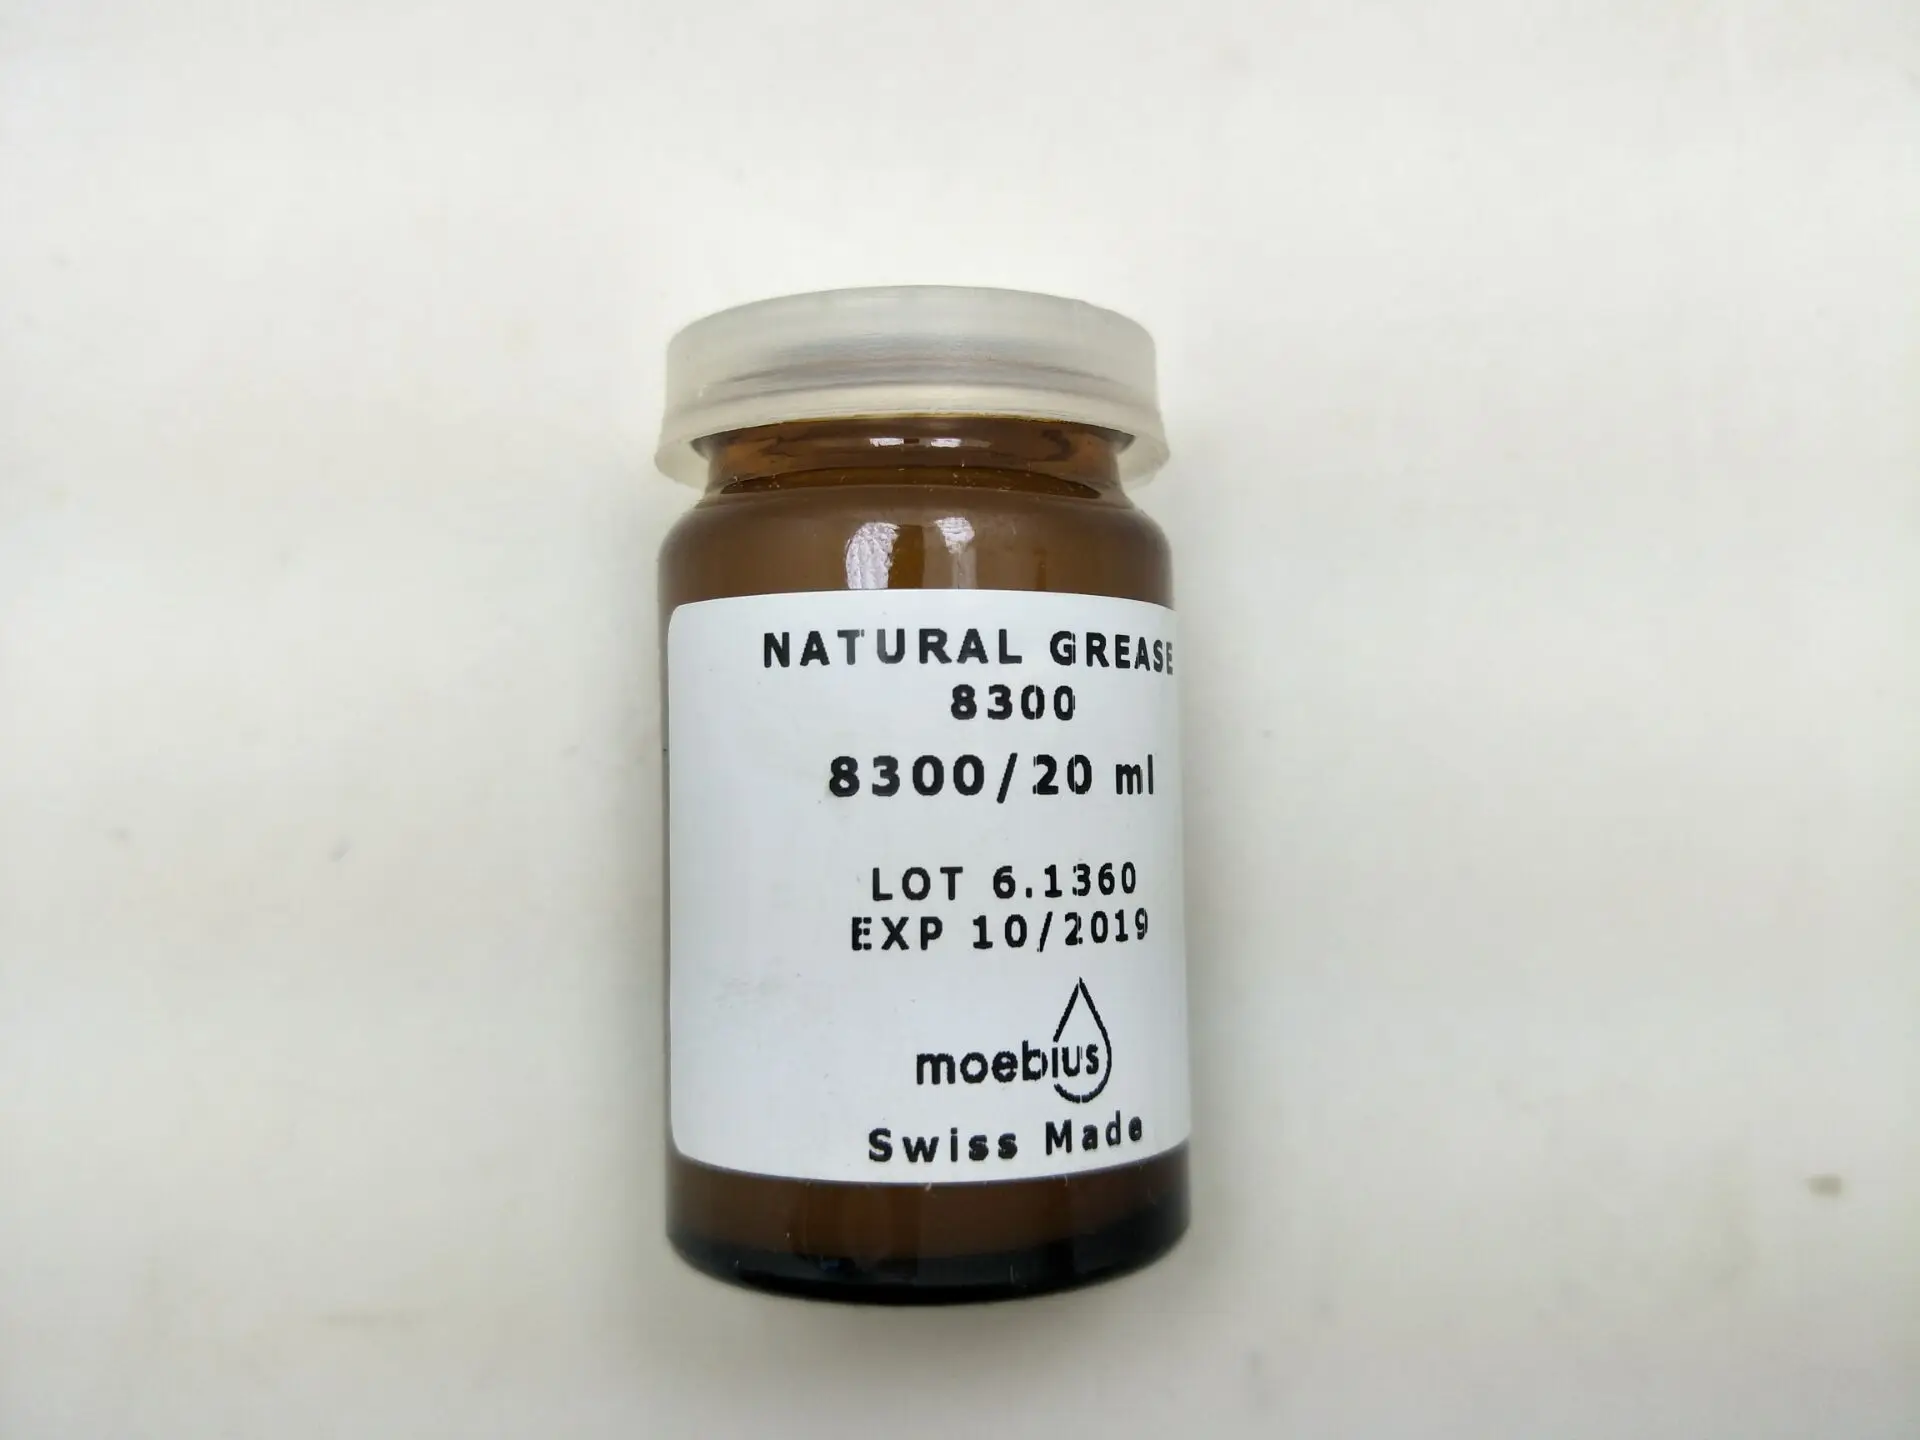 NATURAL GREASE
8300
8300/20 ml
LOT 6.1360
EXP 10/2019
moebius
Swiss Made